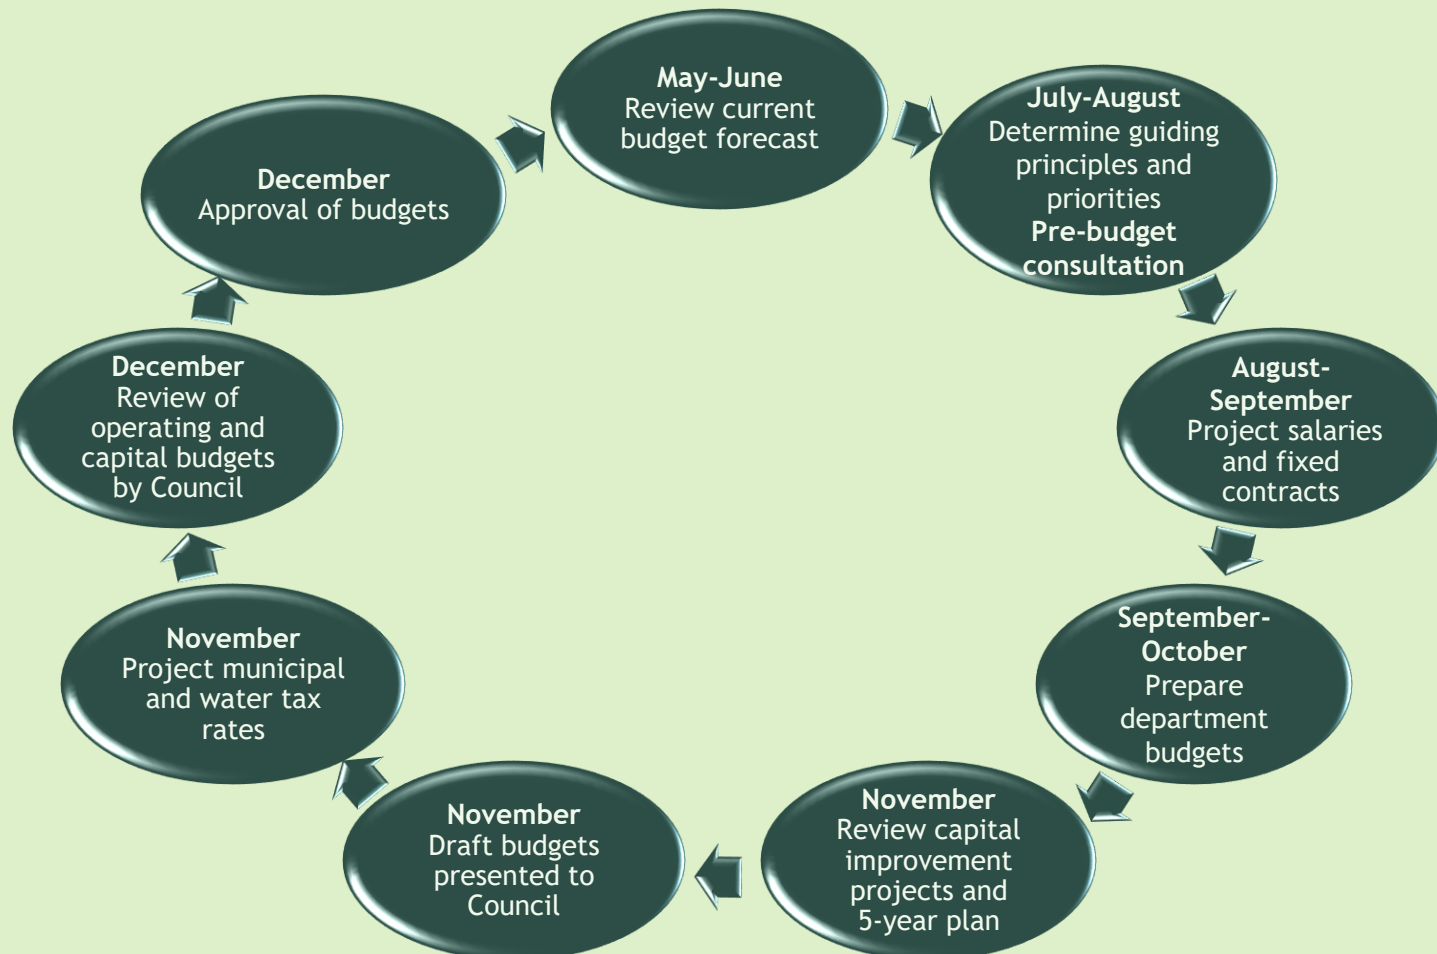 May-June
Review current
budget forecast
July-August
Determine guiding
principles and
priorities
Pre-budget
consultation
August-
September
Project salaries
and fixed
contracts
September-
October
Prepare
department
budgets
November
Review capital
improvement
projects and
5-year plan
November
Draft budgets
presented to
Council
November
Project municipal
and water tax
rates
December
Review of
operating and
capital budgets
by Council
December
Approval of budgets